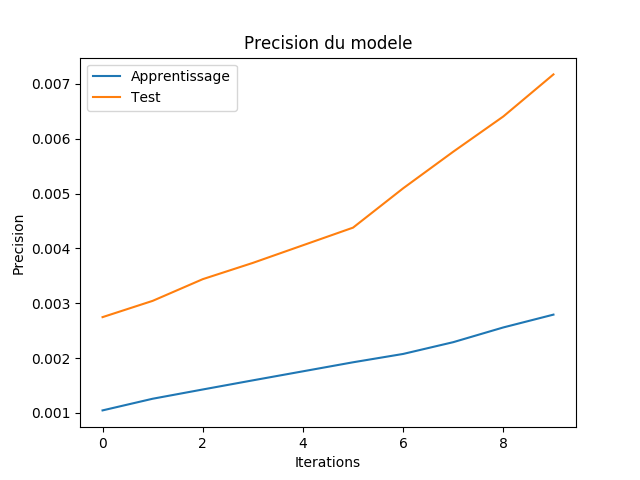 Precision du modele
Apprentissage
Test
0.007
0.006
0.005
0.004
0.003
0.002
0.001
Precision
0 2 4 6 8
Iterations